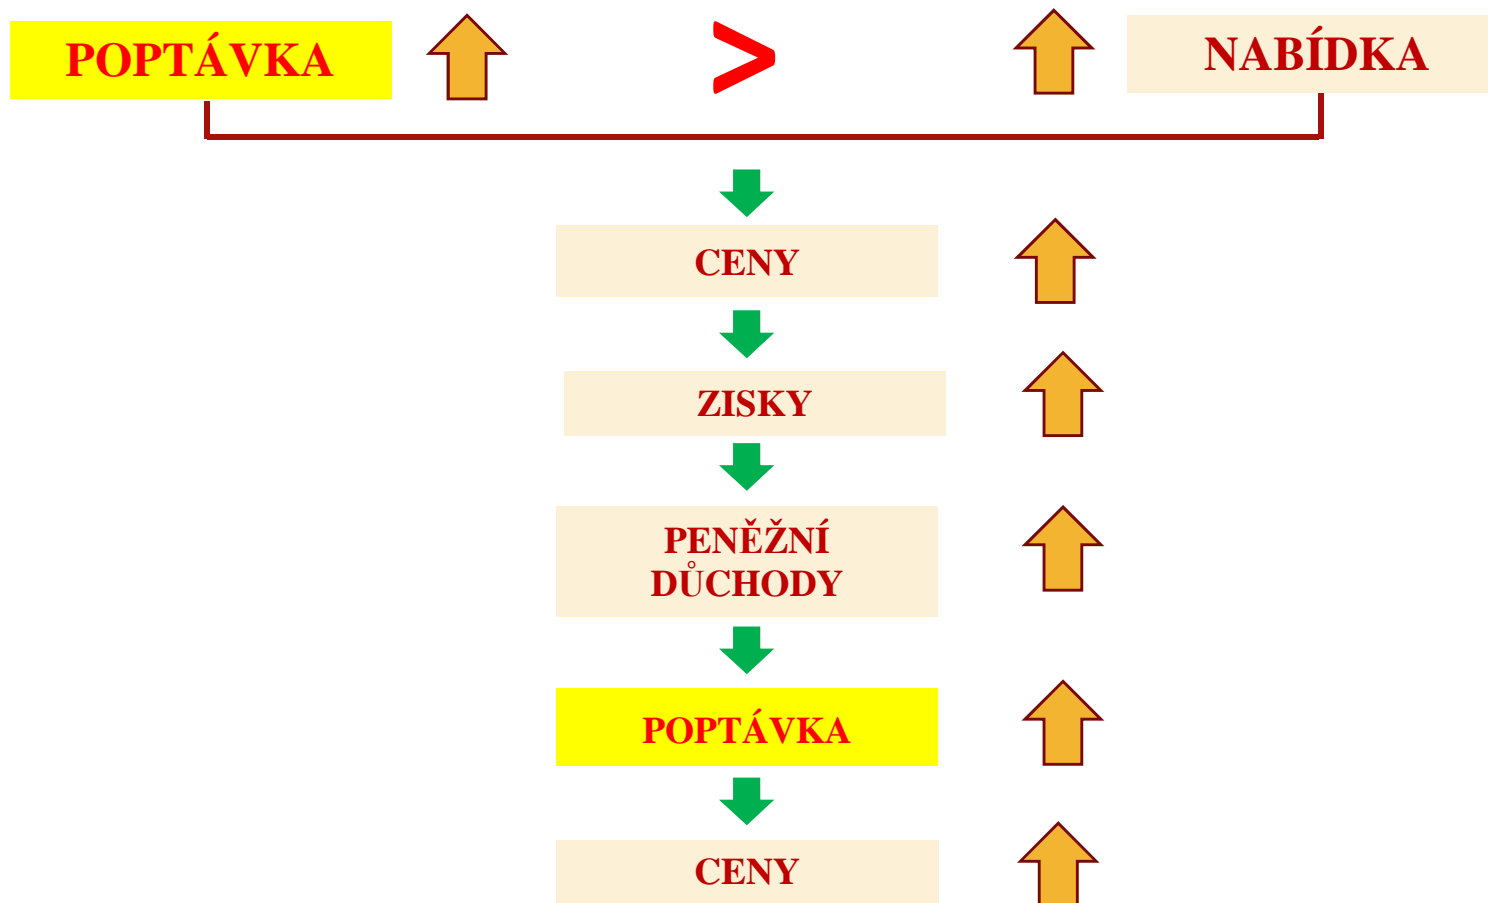 POPTÁVKA > NABÍDKA
CENY
ZISKY
PENĚŽNÍ
DŮCHODY
POPTÁVKA
CENY